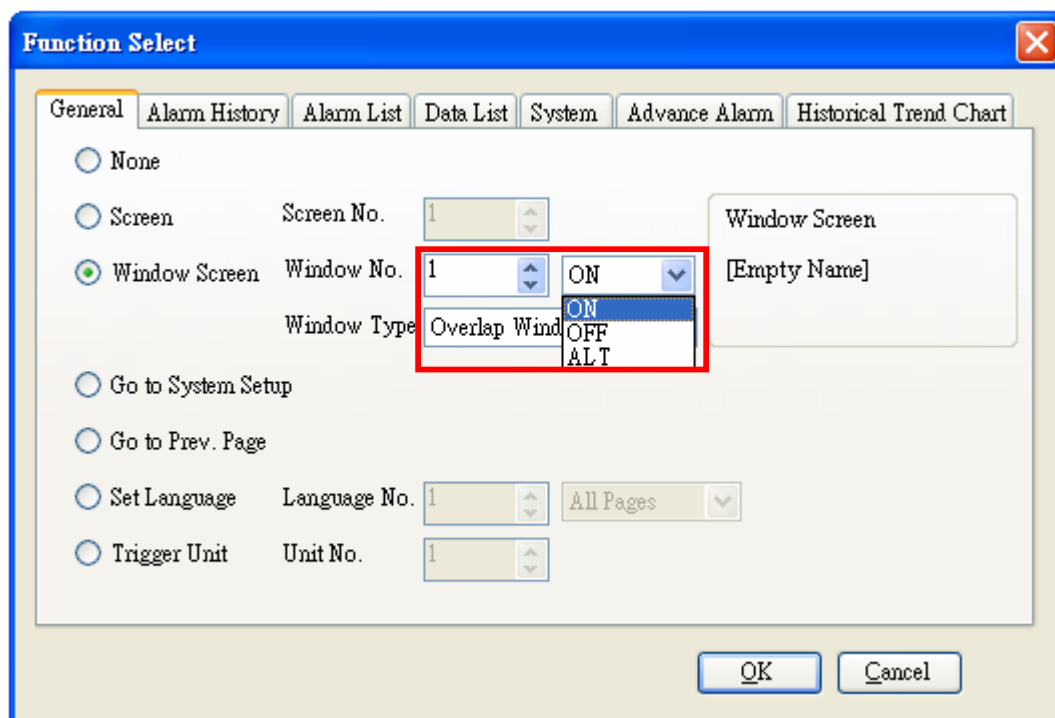 Function Select
General Alarm History Alarm List Data List System Advance Alarm Historical Trend Chart
None
Screen Screen No. 1
Window Screen
Window Screen Window No. 1 ON
[Empty Name]
ON
Window Type Overlap Wind
OFF
ALT
Go to System Setup
Go to Prev. Page
Set Language Language No. 1 All Pages
Trigger Unit Unit No. 1
OK Cancel